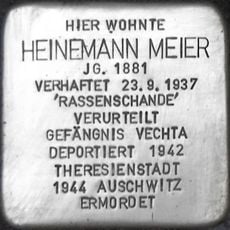 HIER WOHNTE
HEINEMANN MEIER
JG. 1881
VERHAFTET 23.9.1937
'RASSENSCHANDE'
VERURTEILT
GEFÄNGNIS VECHTA
DEPORTIERT 1942
THERESIENSTADT
1944 AUSCHWITZ
ERMORDET